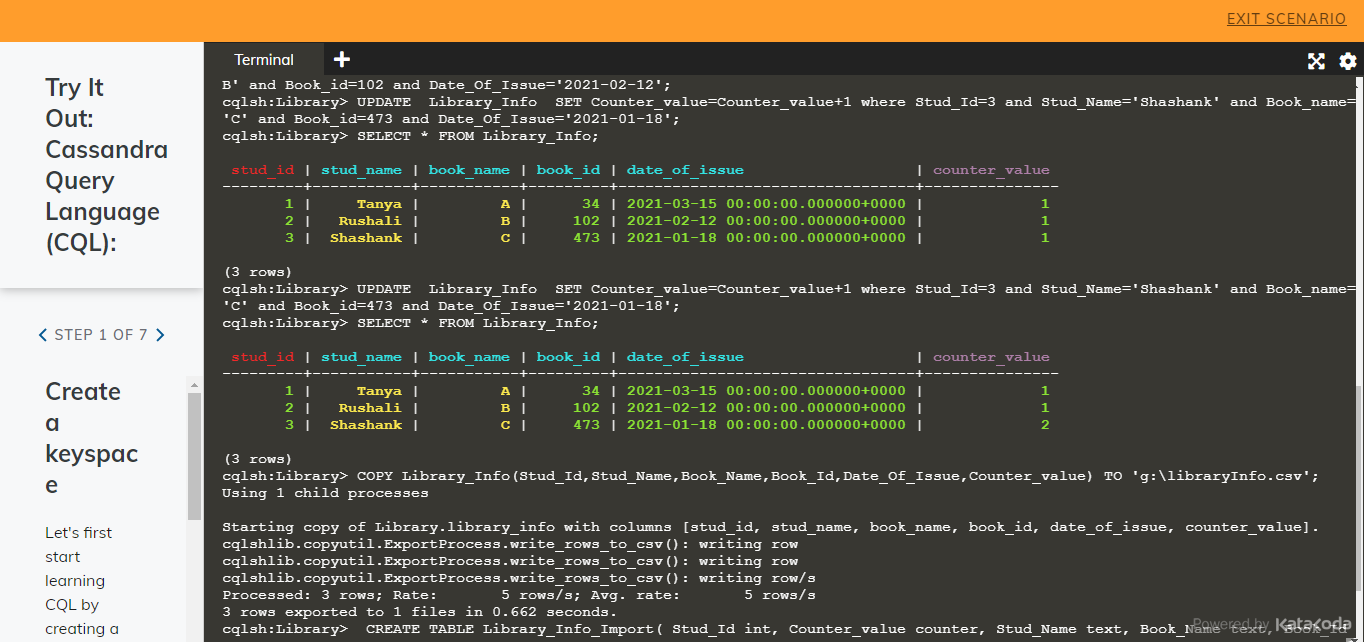 EXIT SCENARIO
Try It
Out:
Cassandra
Query
Language
(CQL):
STEP 1 OF 7
Create
a
keyspac
e
Let's first
start
learning
CQL by
creating a
Terminal
B' and Book_id=102 and Date_Of_Issue='2021-02-12';
cqlsh:Library> UPDATE  Library_Info  SET Counter_value=Counter_value+1 where Stud_Id=3 and Stud_Name='Shashank' and Book_name=
'C' and Book_id=473 and Date_Of_Issue='2021-01-18';
cqlsh:Library> SELECT * FROM Library_Info;
stud_id | stud_name | book_name | book_id | date_of_issue                   | counter_value
---------+-----------+-----------+---------+---------------------------------+---------------
1 |     Tanya |         A |      34 | 2021-03-15 00:00:00.000000+0000 |             1
2 |   Rushali |         B |     102 | 2021-02-12 00:00:00.000000+0000 |             1
3 |  Shashank |         C |     473 | 2021-01-18 00:00:00.000000+0000 |             1
(3 rows)
cqlsh:Library> UPDATE  Library_Info  SET Counter_value=Counter_value+1 where Stud_Id=3 and Stud_Name='Shashank' and Book_name=
'C' and Book_id=473 and Date_Of_Issue='2021-01-18';
cqlsh:Library> SELECT * FROM Library_Info;
stud_id | stud_name | book_name | book_id | date_of_issue                   | counter_value
---------+-----------+-----------+---------+---------------------------------+---------------
1 |     Tanya |         A |      34 | 2021-03-15 00:00:00.000000+0000 |             1
2 |   Rushali |         B |     102 | 2021-02-12 00:00:00.000000+0000 |             1
3 |  Shashank |         C |     473 | 2021-01-18 00:00:00.000000+0000 |             2
(3 rows)
cqlsh:Library> COPY Library_Info(Stud_Id,Stud_Name,Book_Name,Book_Id,Date_Of_Issue,Counter_value) TO 'g:\libraryInfo.csv';
Using 1 child processes
Starting copy of Library.library_info with columns [stud_id, stud_name, book_name, book_id, date_of_issue, counter_value].
cqlshlib.copyutil.ExportProcess.write_rows_to_csv(): writing row
cqlshlib.copyutil.ExportProcess.write_rows_to_csv(): writing row
cqlshlib.copyutil.ExportProcess.write_rows_to_csv(): writing row/s
Processed: 3 rows; Rate:       5 rows/s; Avg. rate:       5 rows/s
3 rows exported to 1 files in 0.662 seconds.
cqlsh:Library>  CREATE TABLE Library_Info_Import( Stud_Id int, Counter_value counter, Stud_Name text, Book_Name text, Book_Id
Powered by Katakoda